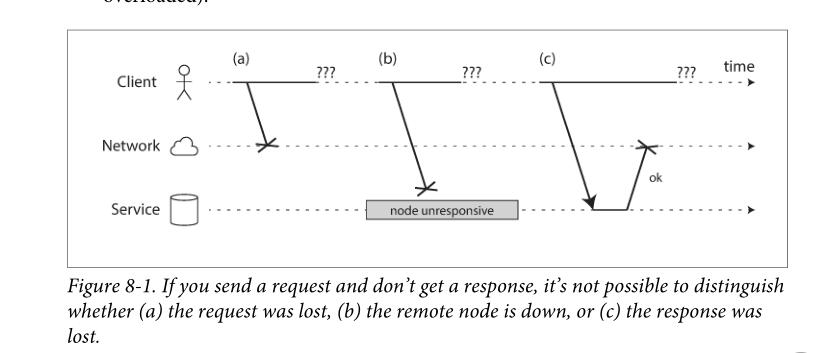 (a) (b) (c)
Client ??? ??? ??? time
Network
ok
Service node unresponsive
Figure 8-1. If you send a request and don’t get a response, it’s not possible to distinguish
whether (a) the request was lost, (b) the remote node is down, or (c) the response was
lost.